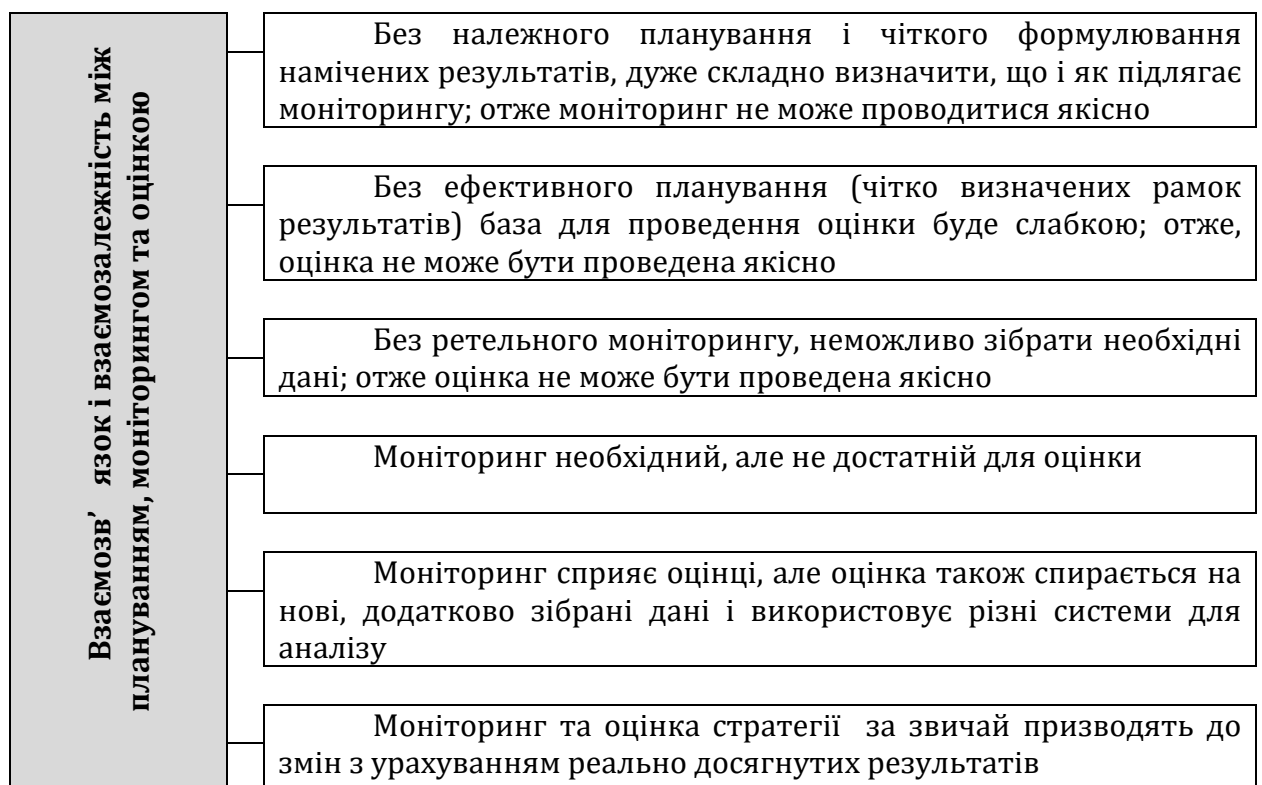 Взаємозв’ язок і взаємозалежність між
плануванням, моніторингом та оцінкою
Без належного планування і чіткого формулювання
намічених результатів, дуже складно визначити, що і як підлягає
моніторингу; отже моніторинг не може проводитися якісно
Без ефективного планування (чітко визначених рамок
результатів) база для проведення оцінки буде слабкою; отже,
оцінка не може бути проведена якісно
Без ретельного моніторингу, неможливо зібрати необхідні
дані; отже оцінка не може бути проведена якісно
Моніторинг необхідний, але не достатній для оцінки
Моніторинг сприяє оцінці, але оцінка також спирається на
нові, додатково зібрані дані і використовує різні системи для
аналізу
Моніторинг та оцінка стратегії за звичай призводять до
змін з урахуванням реально досягнутих результатів